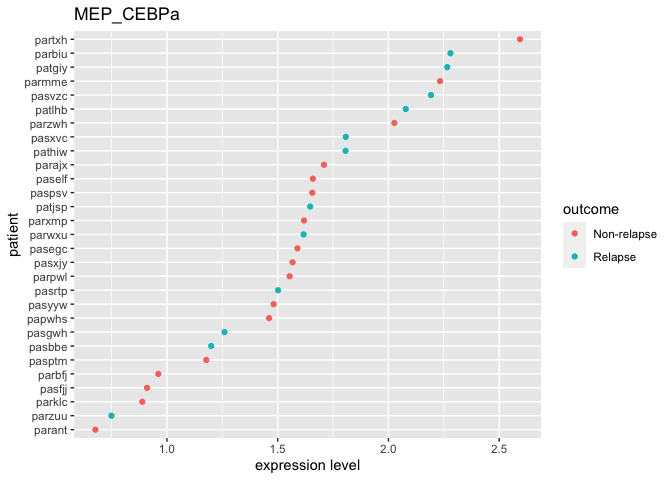 MEP_CEBPa
partxh
parbiu
patgiy
parmme
pasvzc
patlhb
parzwh
pasxvc
pathiw
parajx
paself
paspsv
patjsp
parxmp
parwxu
pasegc
pasxjy
parpwl
pasrtp
pasyyw
papwhs
pasgwh
pasbbe
pasptm
parbfj
pasfjj
parklc
parzuu
parant
patient
1.0 1.5 2.0 2.5
expression level
outcome
Non-relapse
Relapse